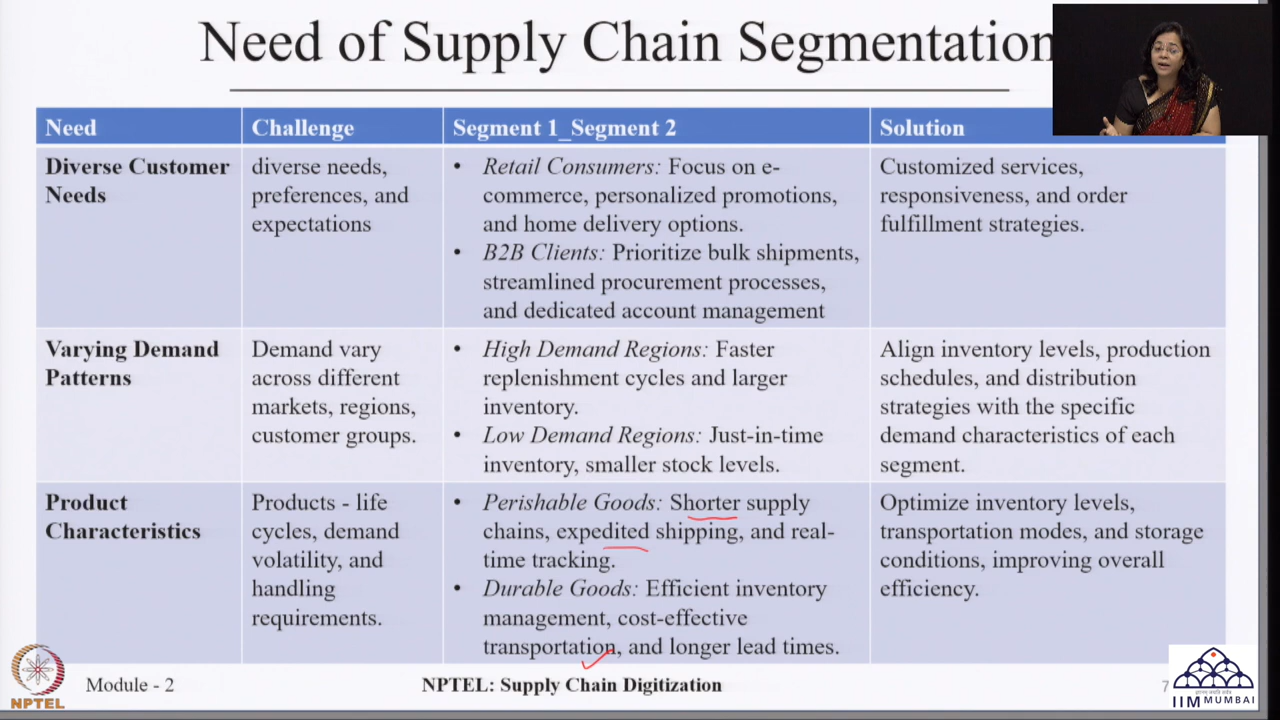 Need of Supply Chain Segmentation
Need
Challenge
Segment 1_Segment 2
Solution
Diverse Customer
Needs
diverse needs,
preferences, and
expectations
• Retail Consumers: Focus on e-
commerce, personalized promotions,
and home delivery options.
• B2B Clients: Prioritize bulk shipments,
streamlined procurement processes,
and dedicated account management
Customized services,
responsiveness, and order
fulfillment strategies.
Varying Demand
Patterns
Demand vary
across different
markets, regions,
customer groups.
• High Demand Regions: Faster
replenishment cycles and larger
inventory.
• Low Demand Regions: Just-in-time
inventory, smaller stock levels.
Align inventory levels, production
schedules, and distribution
strategies with the specific
demand characteristics of each
segment.
Product
Characteristics
Products - life
cycles, demand
volatility, and
handling
requirements.
• Perishable Goods: Shorter supply
chains, expedited shipping, and real-
time tracking.
• Durable Goods: Efficient inventory
management, cost-effective
transportation, and longer lead times.
Optimize inventory levels,
transportation modes, and storage
conditions, improving overall
efficiency.
NPTEL
Module - 2
NPTEL: Supply Chain Digitization
7
IIM MUMBAI